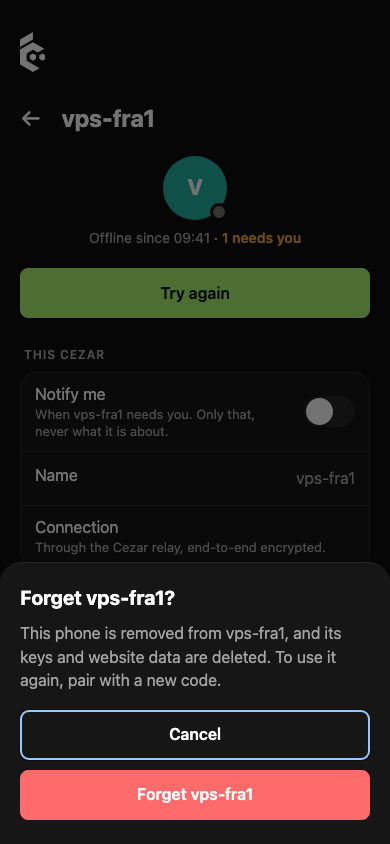 vps-fra1
V
Offline since 09:41 · 1 needs you
Try again
THIS CEZAR
Notify me
When vps-fra1 needs you. Only that,
never what it is about.
Name
vps-fra1
Connection
Through the Cezar relay, end-to-end encrypted.
Forget vps-fra1?
This phone is removed from vps-fra1, and its
keys and website data are deleted. To use it
again, pair with a new code.
Cancel
Forget vps-fra1